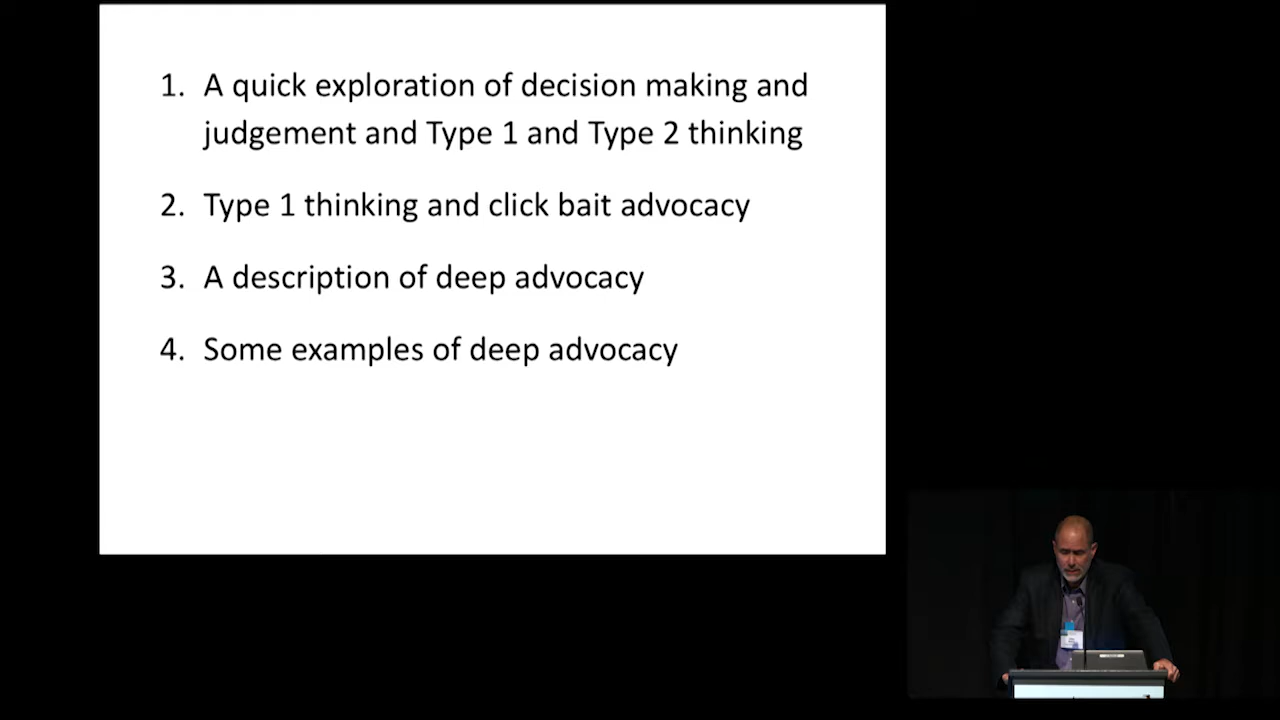 1. A quick exploration of decision making and
judgement and Type 1 and Type 2 thinking
2. Type 1 thinking and click bait advocacy
3. A description of deep advocacy
4. Some examples of deep advocacy